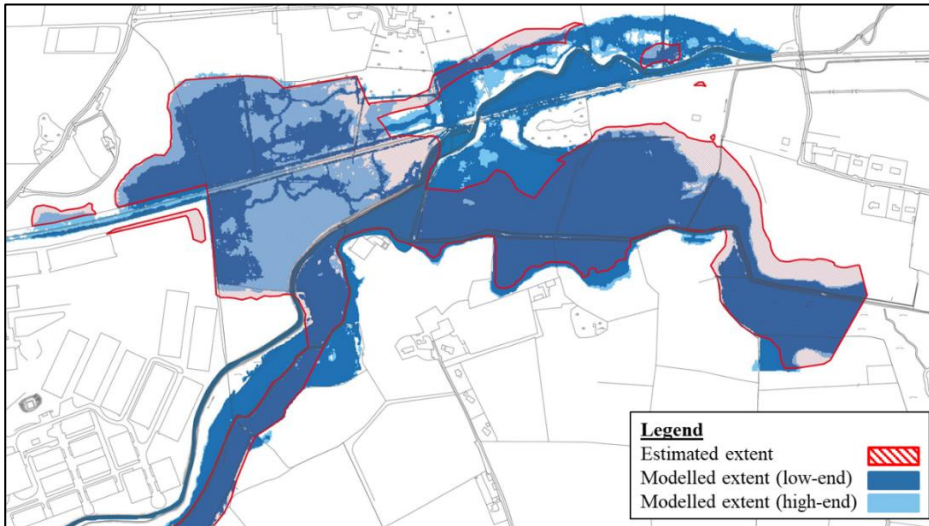 Legend
Estimated extent
Modelled extent (low-end)
Modelled extent (high-end)